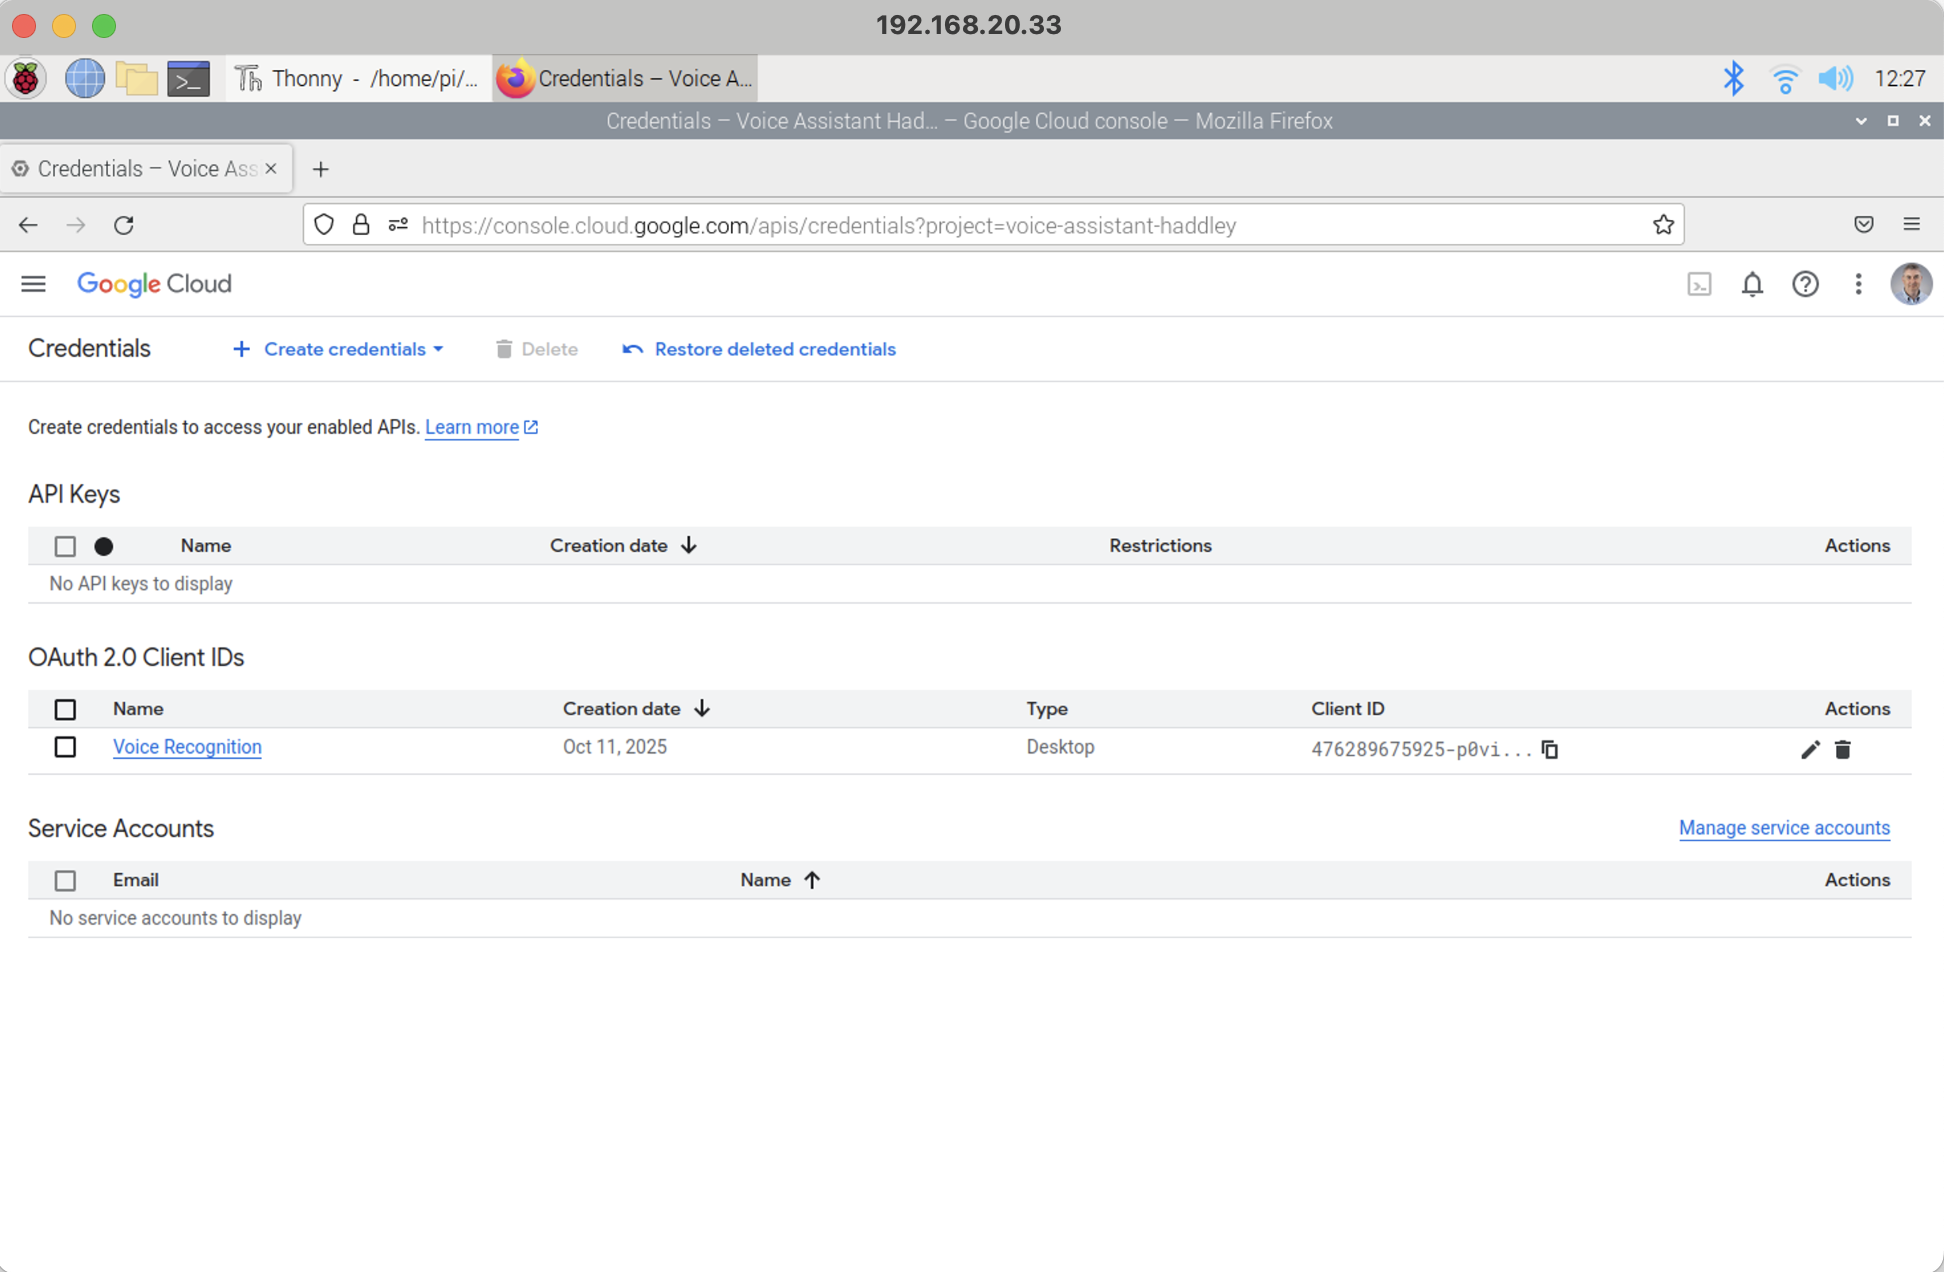 192.168.20.33
Thonny - /home/pi/...
Credentials – Voice A...
12:27
Credentials – Voice Assistant Had... – Google Cloud console — Mozilla Firefox
Credentials – Voice Ass
https://console.cloud.google.com/apis/credentials?project=voice-assistant-haddley
Google Cloud
Credentials
Create credentials
Delete
Restore deleted credentials
Create credentials to access your enabled APIs. Learn more
API Keys
Name Creation date Restrictions Actions
No API keys to display
OAuth 2.0 Client IDs
Name Creation date Type Client ID Actions
Voice Recognition Oct 11, 2025 Desktop 476289675925-p0vi...
Service Accounts
Manage service accounts
Email Name Actions
No service accounts to display